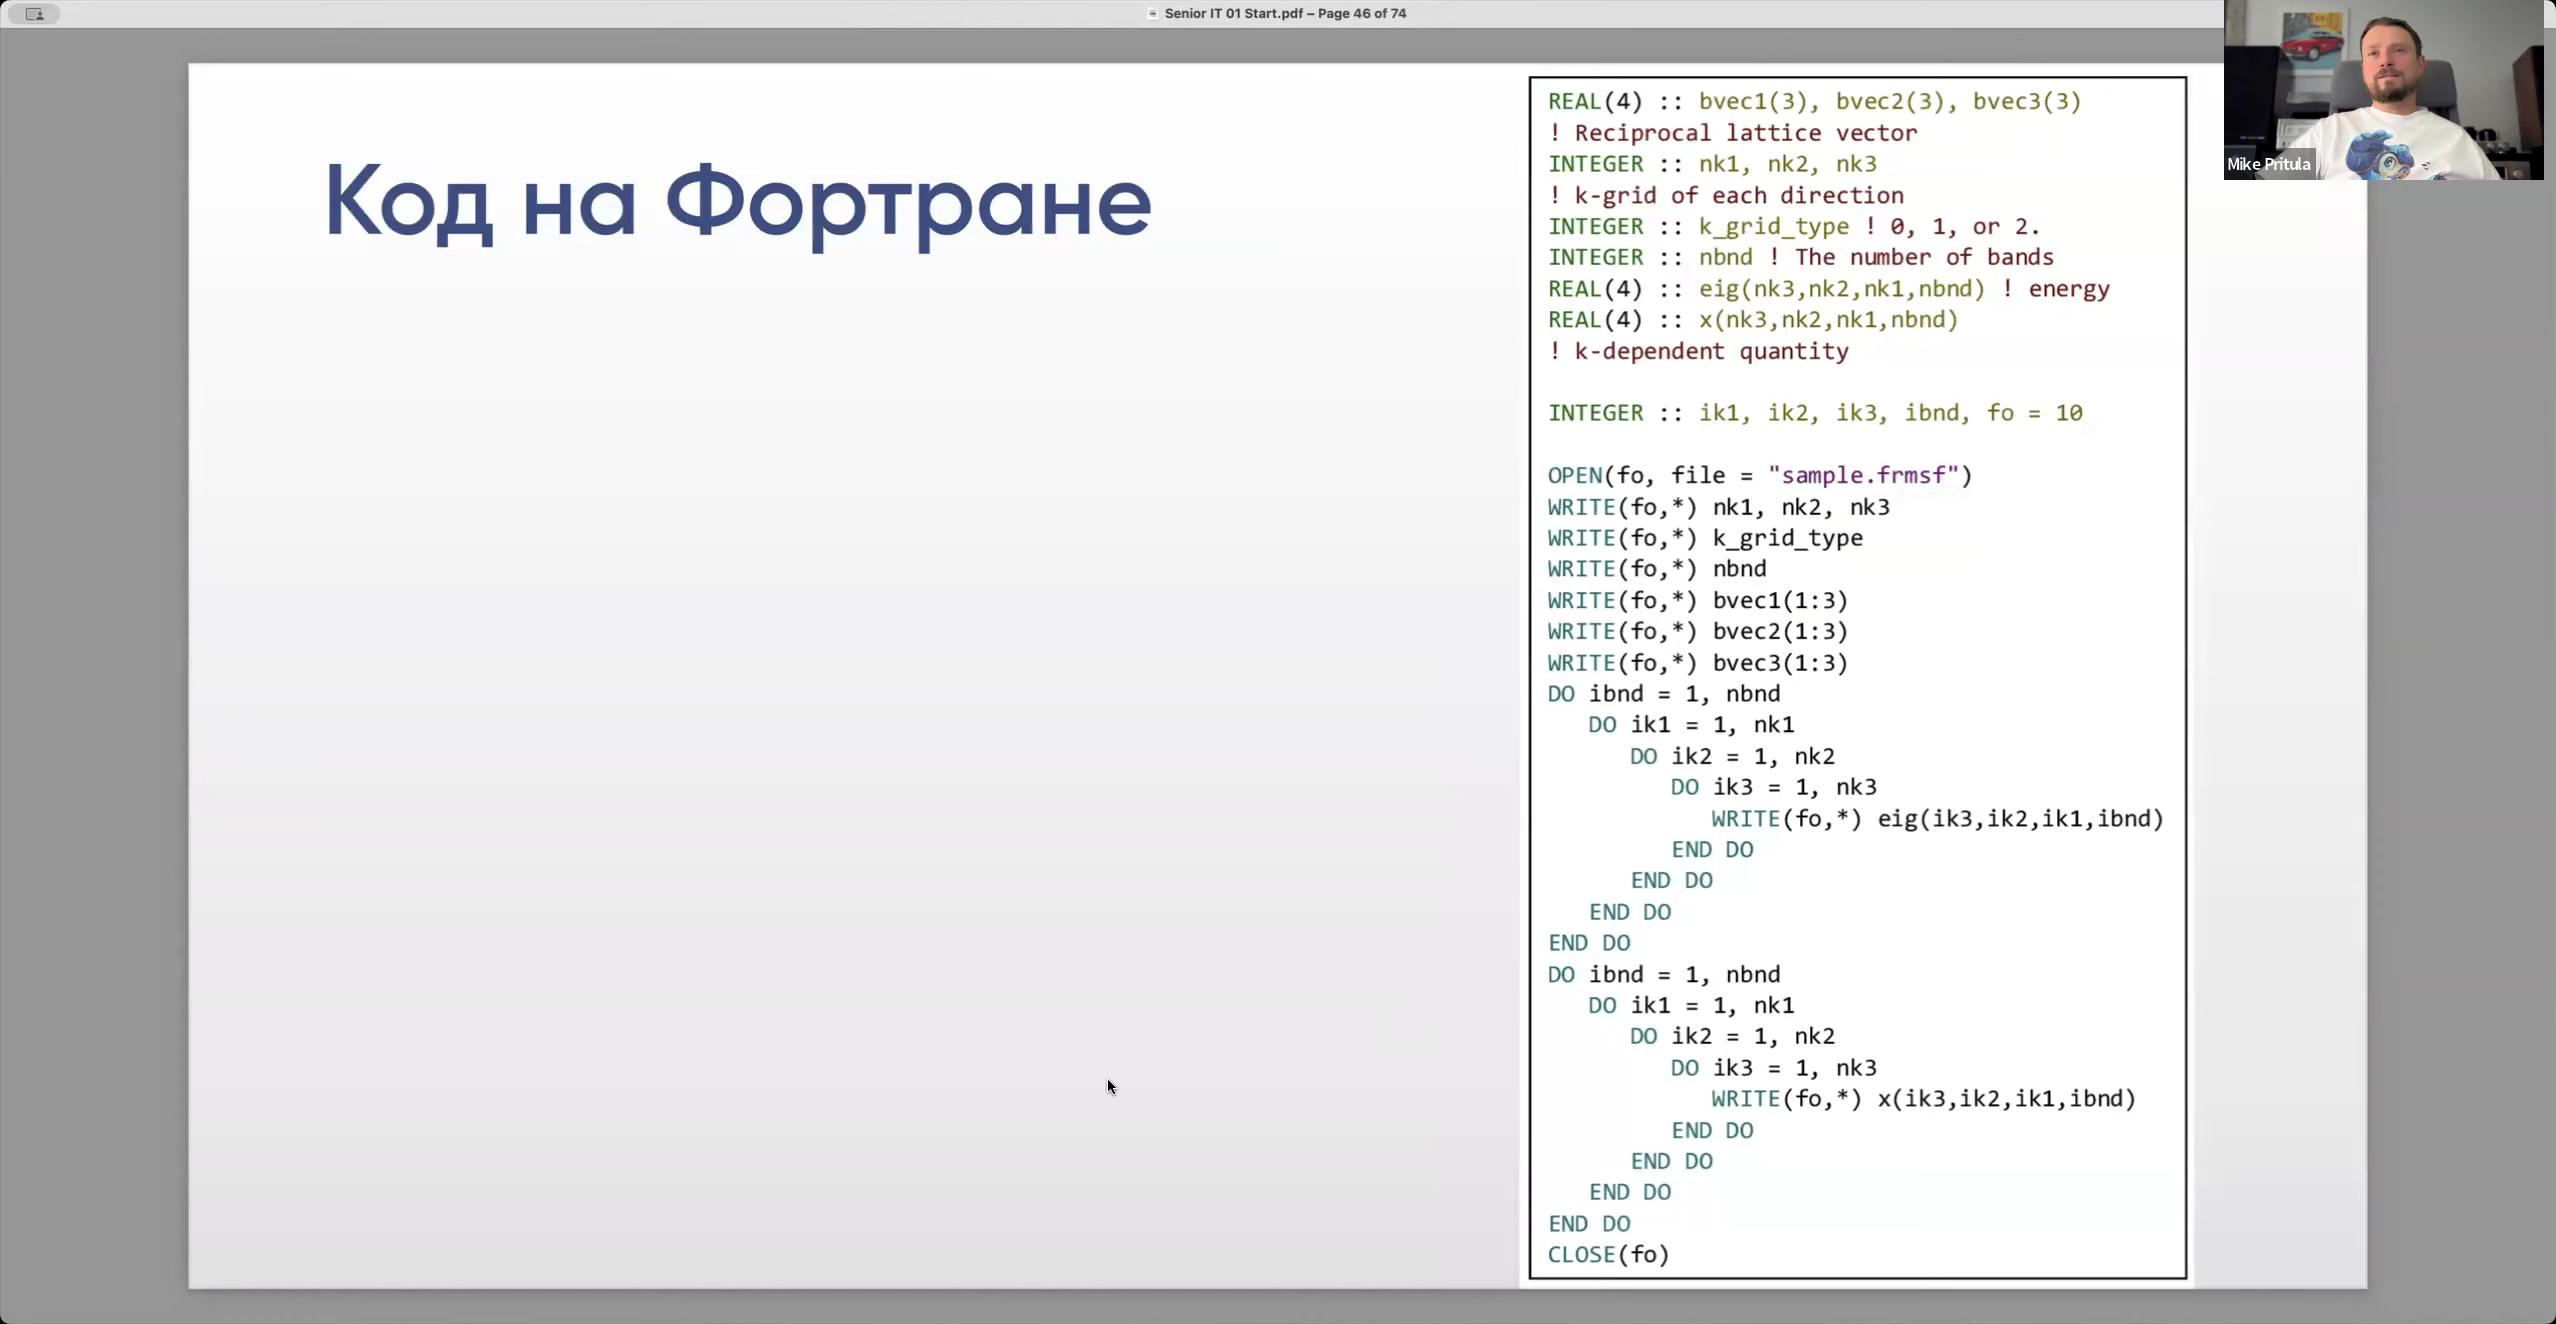 Senior IT 01 Start.pdf – Page 46 of 74
Mike Pritula
Код на Фортране
REAL(4) :: bvec1(3), bvec2(3), bvec3(3)
! Reciprocal lattice vector
INTEGER :: nk1, nk2, nk3
! k-grid of each direction
INTEGER :: k_grid_type ! 0, 1, or 2.
INTEGER :: nbnd ! The number of bands
REAL(4) :: eig(nk3,nk2,nk1,nbnd) ! energy
REAL(4) :: x(nk3,nk2,nk1,nbnd)
! k-dependent quantity
INTEGER :: ik1, ik2, ik3, ibnd, fo = 10
OPEN(fo, file = "sample.frmsf")
WRITE(fo,*) nk1, nk2, nk3
WRITE(fo,*) k_grid_type
WRITE(fo,*) nbnd
WRITE(fo,*) bvec1(1:3)
WRITE(fo,*) bvec2(1:3)
WRITE(fo,*) bvec3(1:3)
DO ibnd = 1, nbnd
   DO ik1 = 1, nk1
      DO ik2 = 1, nk2
         DO ik3 = 1, nk3
            WRITE(fo,*) eig(ik3,ik2,ik1,ibnd)
         END DO
      END DO
   END DO
END DO
DO ibnd = 1, nbnd
   DO ik1 = 1, nk1
      DO ik2 = 1, nk2
         DO ik3 = 1, nk3
            WRITE(fo,*) x(ik3,ik2,ik1,ibnd)
         END DO
      END DO
   END DO
END DO
CLOSE(fo)